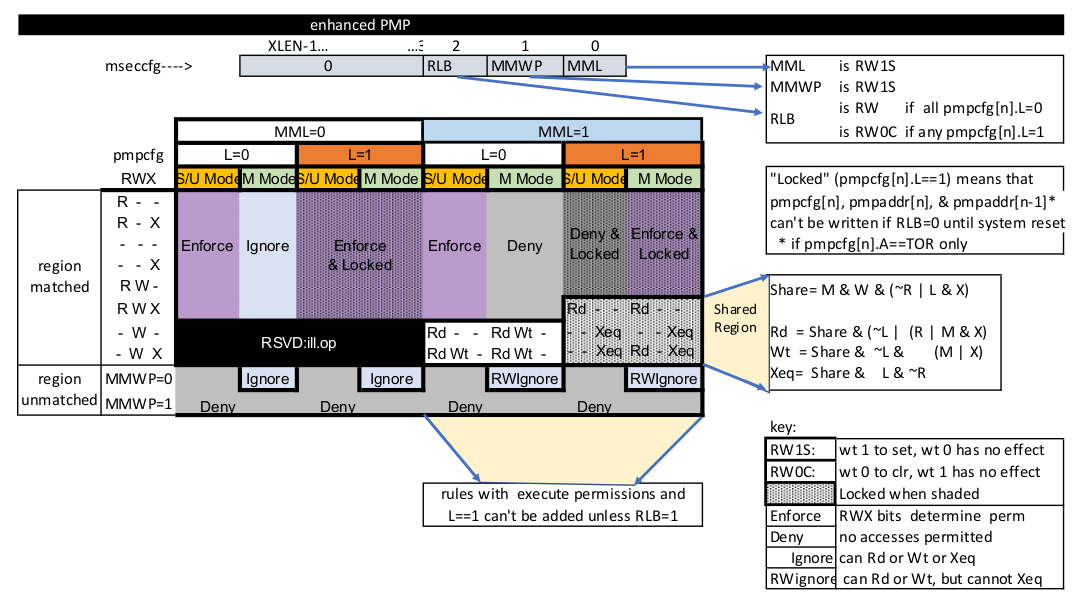 enhanced PMP
XLEN-1... ...3 2 1 0
mseccfg----> 0 RLB MMWP MML
MML is RW1S
MMWP is RW1S
RLB is RW if all pmpcfg[n].L=0
is RW0C if any pmpcfg[n].L=1
MML=0 MML=1
pmpcfg L=0 L=1 L=0 L=1
RWX S/U Mode M Mode S/U Mode M Mode S/U Mode M Mode S/U Mode M Mode
"Locked" (pmpcfg[n].L==1) means that
pmpcfg[n], pmpaddr[n], & pmpaddr[n-1]*
can't be written if RLB=0 until system reset
* if pmpcfg[n].A==TOR only
region
matched
R - -
R - X
- - -
- - X
R W -
R W X
- W -
- W X
Enforce
Ignore
Enforce
& Locked
Enforce
Deny
Deny &
Locked
Enforce &
Locked
Rd - - Rd - -
RSVD:ill.op
Rd - - Rd Wt - - - Xeq - - Xeq
Rd Wt - Rd Wt - - - Xeq Rd - Xeq
Shared
Region
Share= M & W & (~R | L & X)
Rd = Share & (~L | (R | M & X)
Wt = Share & ~L & (M | X)
Xeq= Share & L & ~R
region
unmatched
MMWP=0 Ignore Ignore RWIgnore RWIgnore
MMWP=1 Deny Deny Deny Deny
rules with execute permissions and
L==1 can't be added unless RLB=1
key:
RW1S: wt 1 to set, wt 0 has no effect
RW0C: wt 0 to clr, wt 1 has no effect
Locked when shaded
Enforce RWX bits determine perm
Deny no accesses permitted
Ignore can Rd or Wt or Xeq
RWignore can Rd or Wt, but cannot Xeq